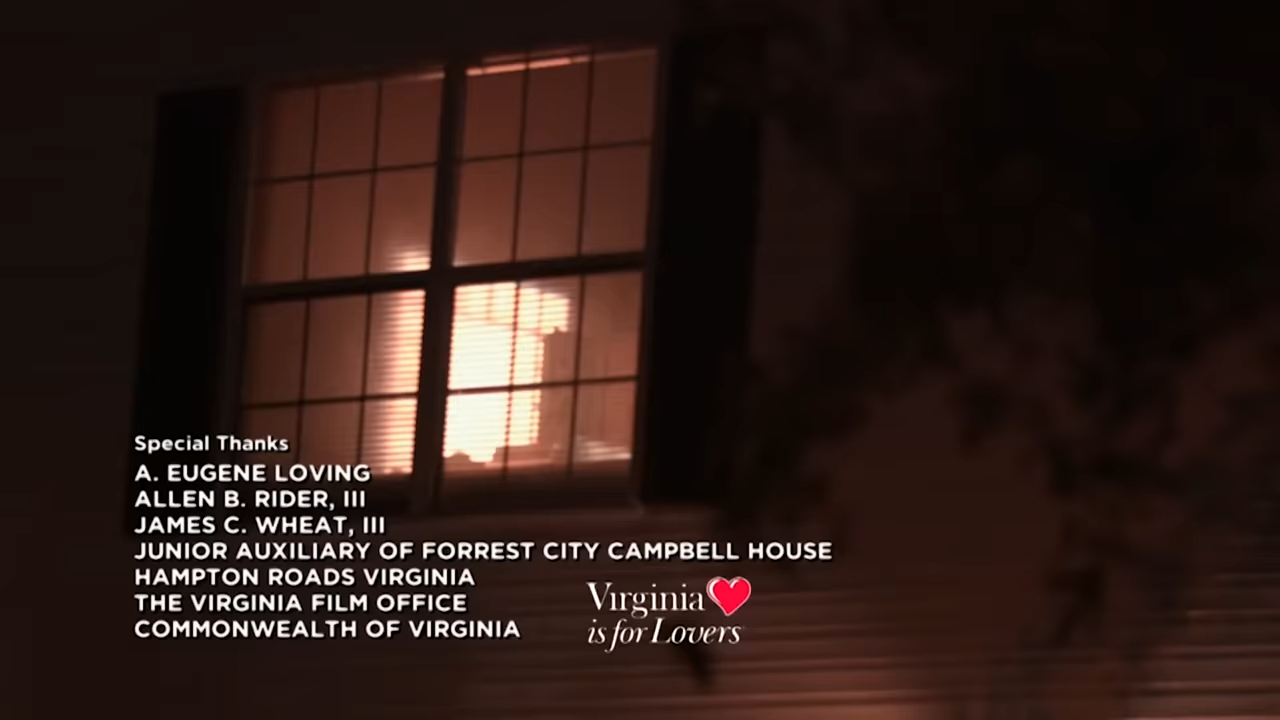 Special Thanks
A. EUGENE LOVING
ALLEN B. RIDER, III
JAMES C. WHEAT, III
JUNIOR AUXILIARY OF FORREST CITY CAMPBELL HOUSE
HAMPTON ROADS VIRGINIA
THE VIRGINIA FILM OFFICE
COMMONWEALTH OF VIRGINIA
Virginia
is for Lovers